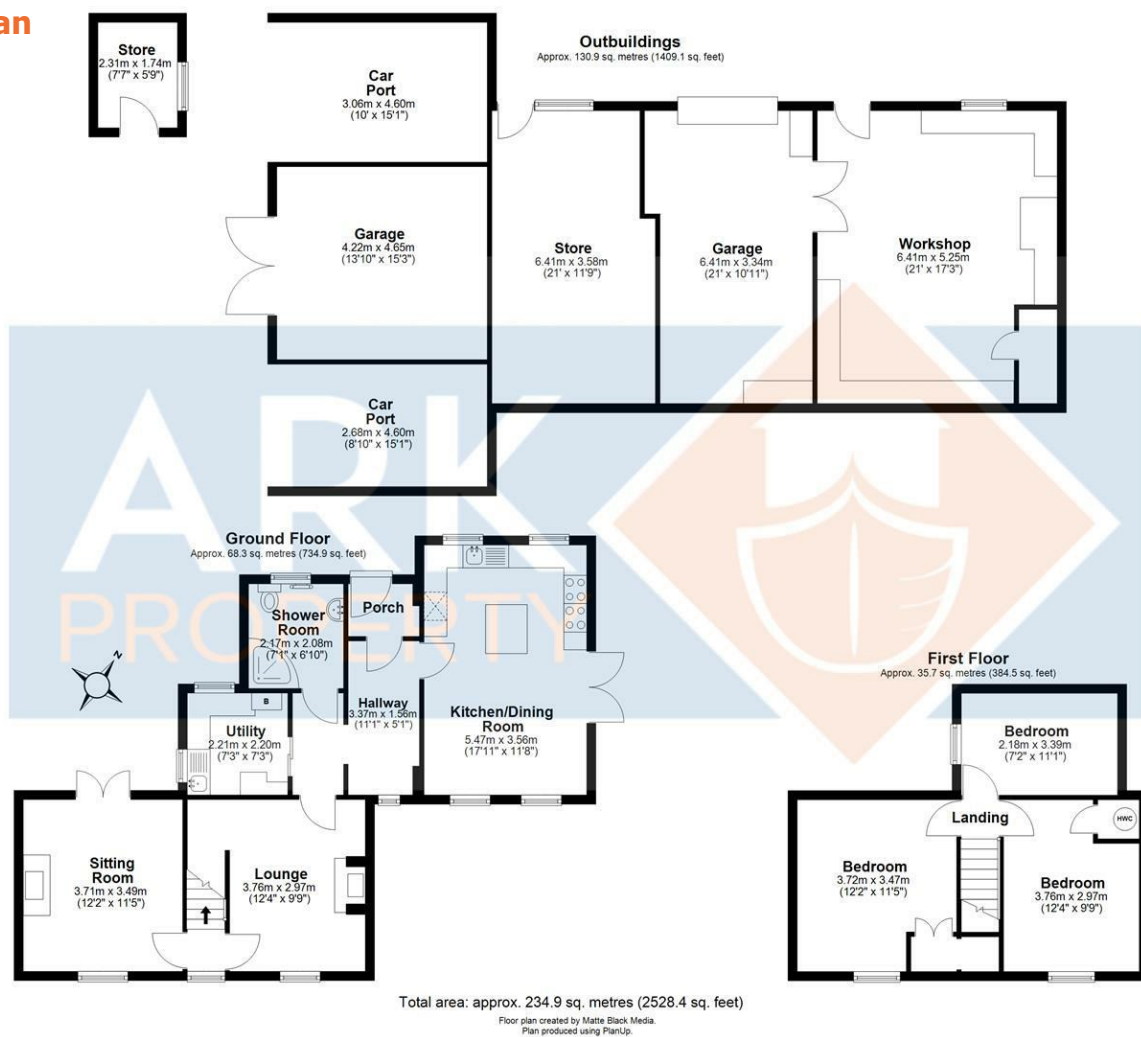 an
Store
2.31m x 1.74m
(7'7" x 5'9")
Car
Port
3.06m x 4.60m
(10' x 15'1")
Outbuildings
Approx. 130.9 sq. metres (1409.1 sq. feet)
Garage
4.22m x 4.65m
(13'10" x 15'3")
Store
6.41m x 3.58m
(21' x 11'9")
Garage
6.41m x 3.34m
(21' x 10'11")
Workshop
6.41m x 5.25m
(21' x 17'3")
Car
Port
2.68m x 4.60m
(8'10" x 15'1")
ARK
PROPERTY
Ground Floor
Approx. 68.3 sq. metres (734.9 sq. feet)
Shower
Room
2.17m x 2.08m
(7'1" x 6'10")
Porch
N
Hallway
3.37m x 1.56m
(11'1" x 5'1")
Kitchen/Dining
Room
5.47m x 3.56m
(17'11" x 11'8")
B
Utility
2.21m x 2.20m
(7'3" x 7'3")
Sitting
Room
3.71m x 3.49m
(12'2" x 11'5")
Lounge
3.76m x 2.97m
(12'4" x 9'9")
First Floor
Approx. 35.7 sq. metres (384.5 sq. feet)
Bedroom
2.18m x 3.39m
(7'2" x 11'1")
Landing
HWC
Bedroom
3.72m x 3.47m
(12'2" x 11'5")
Bedroom
3.76m x 2.97m
(12'4" x 9'9")
Total area: approx. 234.9 sq. metres (2528.4 sq. feet)
Floor plan created by Matte Black Media.
Plan produced using PlanUp.